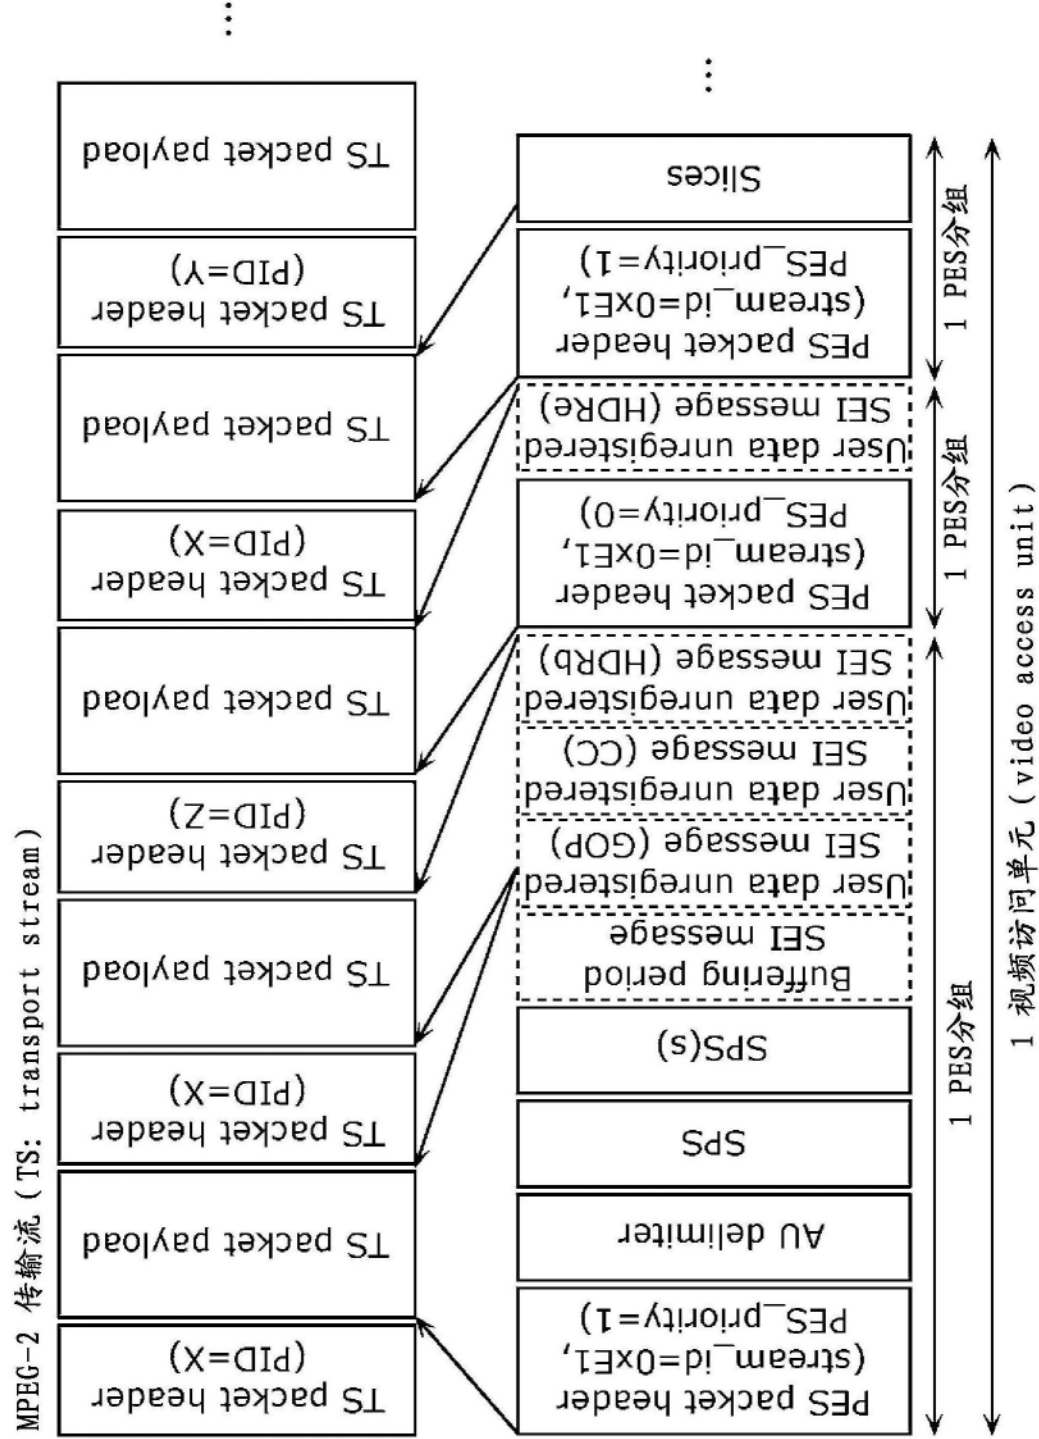 1 视频访问单元 (video access unit)
1 PES分组
PES packet header
(stream_id=0xE1,
PES_priority=1)
AU delimiter
SPS
SPS(s)
Buffering period
SEI message
User data unregistered
SEI message (GOP)
User data unregistered
SEI message (CC)
User data unregistered
SEI message (HDRb)
1 PES分组
PES packet header
(stream_id=0xE1,
PES_priority=0)
User data unregistered
SEI message (HDRe)
1 PES分组
PES packet header
(stream_id=0xE1,
PES_priority=1)
Slices
...
MPEG-2 传输流 (TS: transport stream)
TS packet header
(PID=X)
TS packet payload
TS packet header
(PID=X)
TS packet payload
TS packet header
(PID=Z)
TS packet payload
TS packet header
(PID=X)
TS packet payload
TS packet header
(PID=Y)
TS packet payload
...